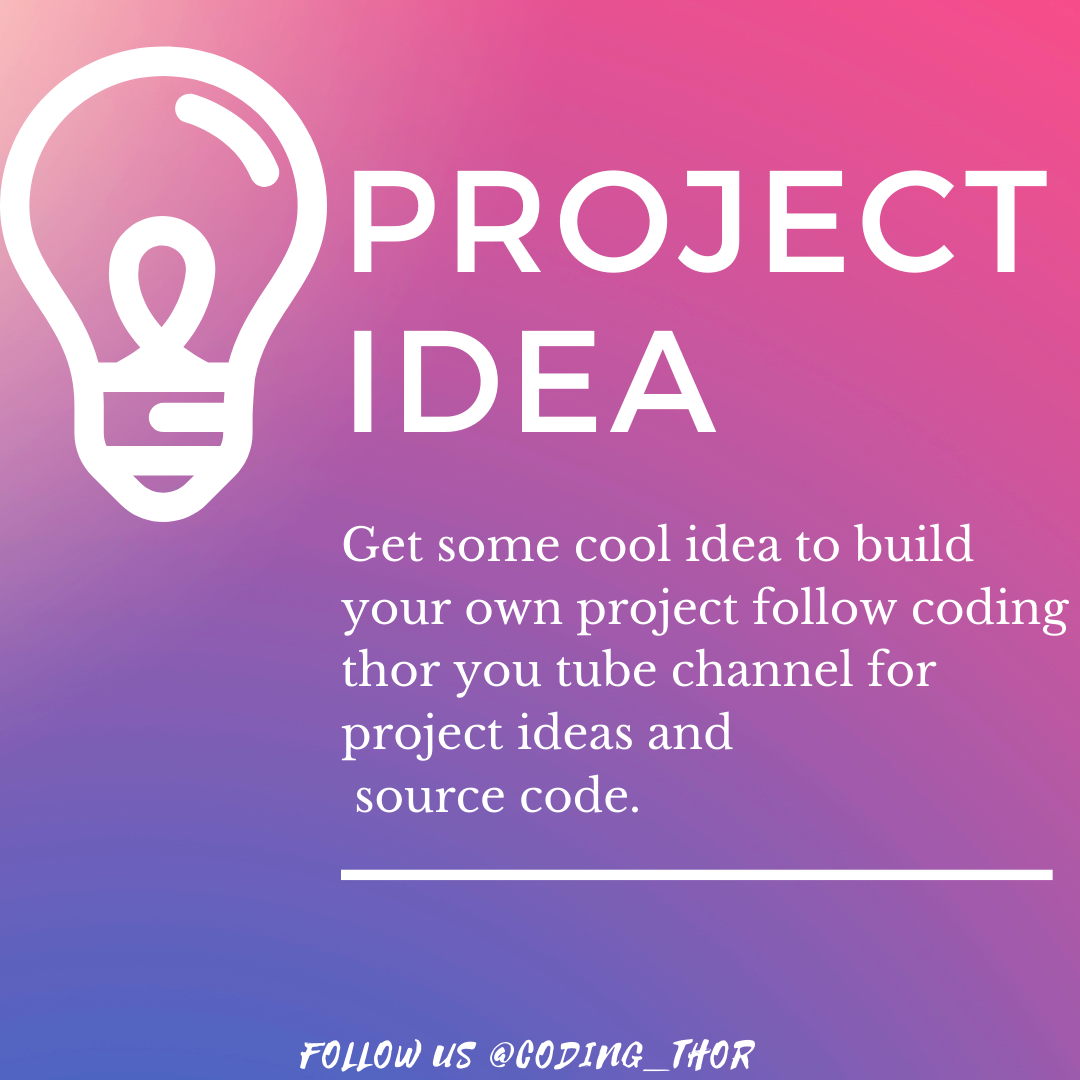 PROJECT
IDEA
Get some cool idea to build
your own project follow coding
thor you tube channel for
project ideas and
source code.
FOLLOW US @CODING_THOR